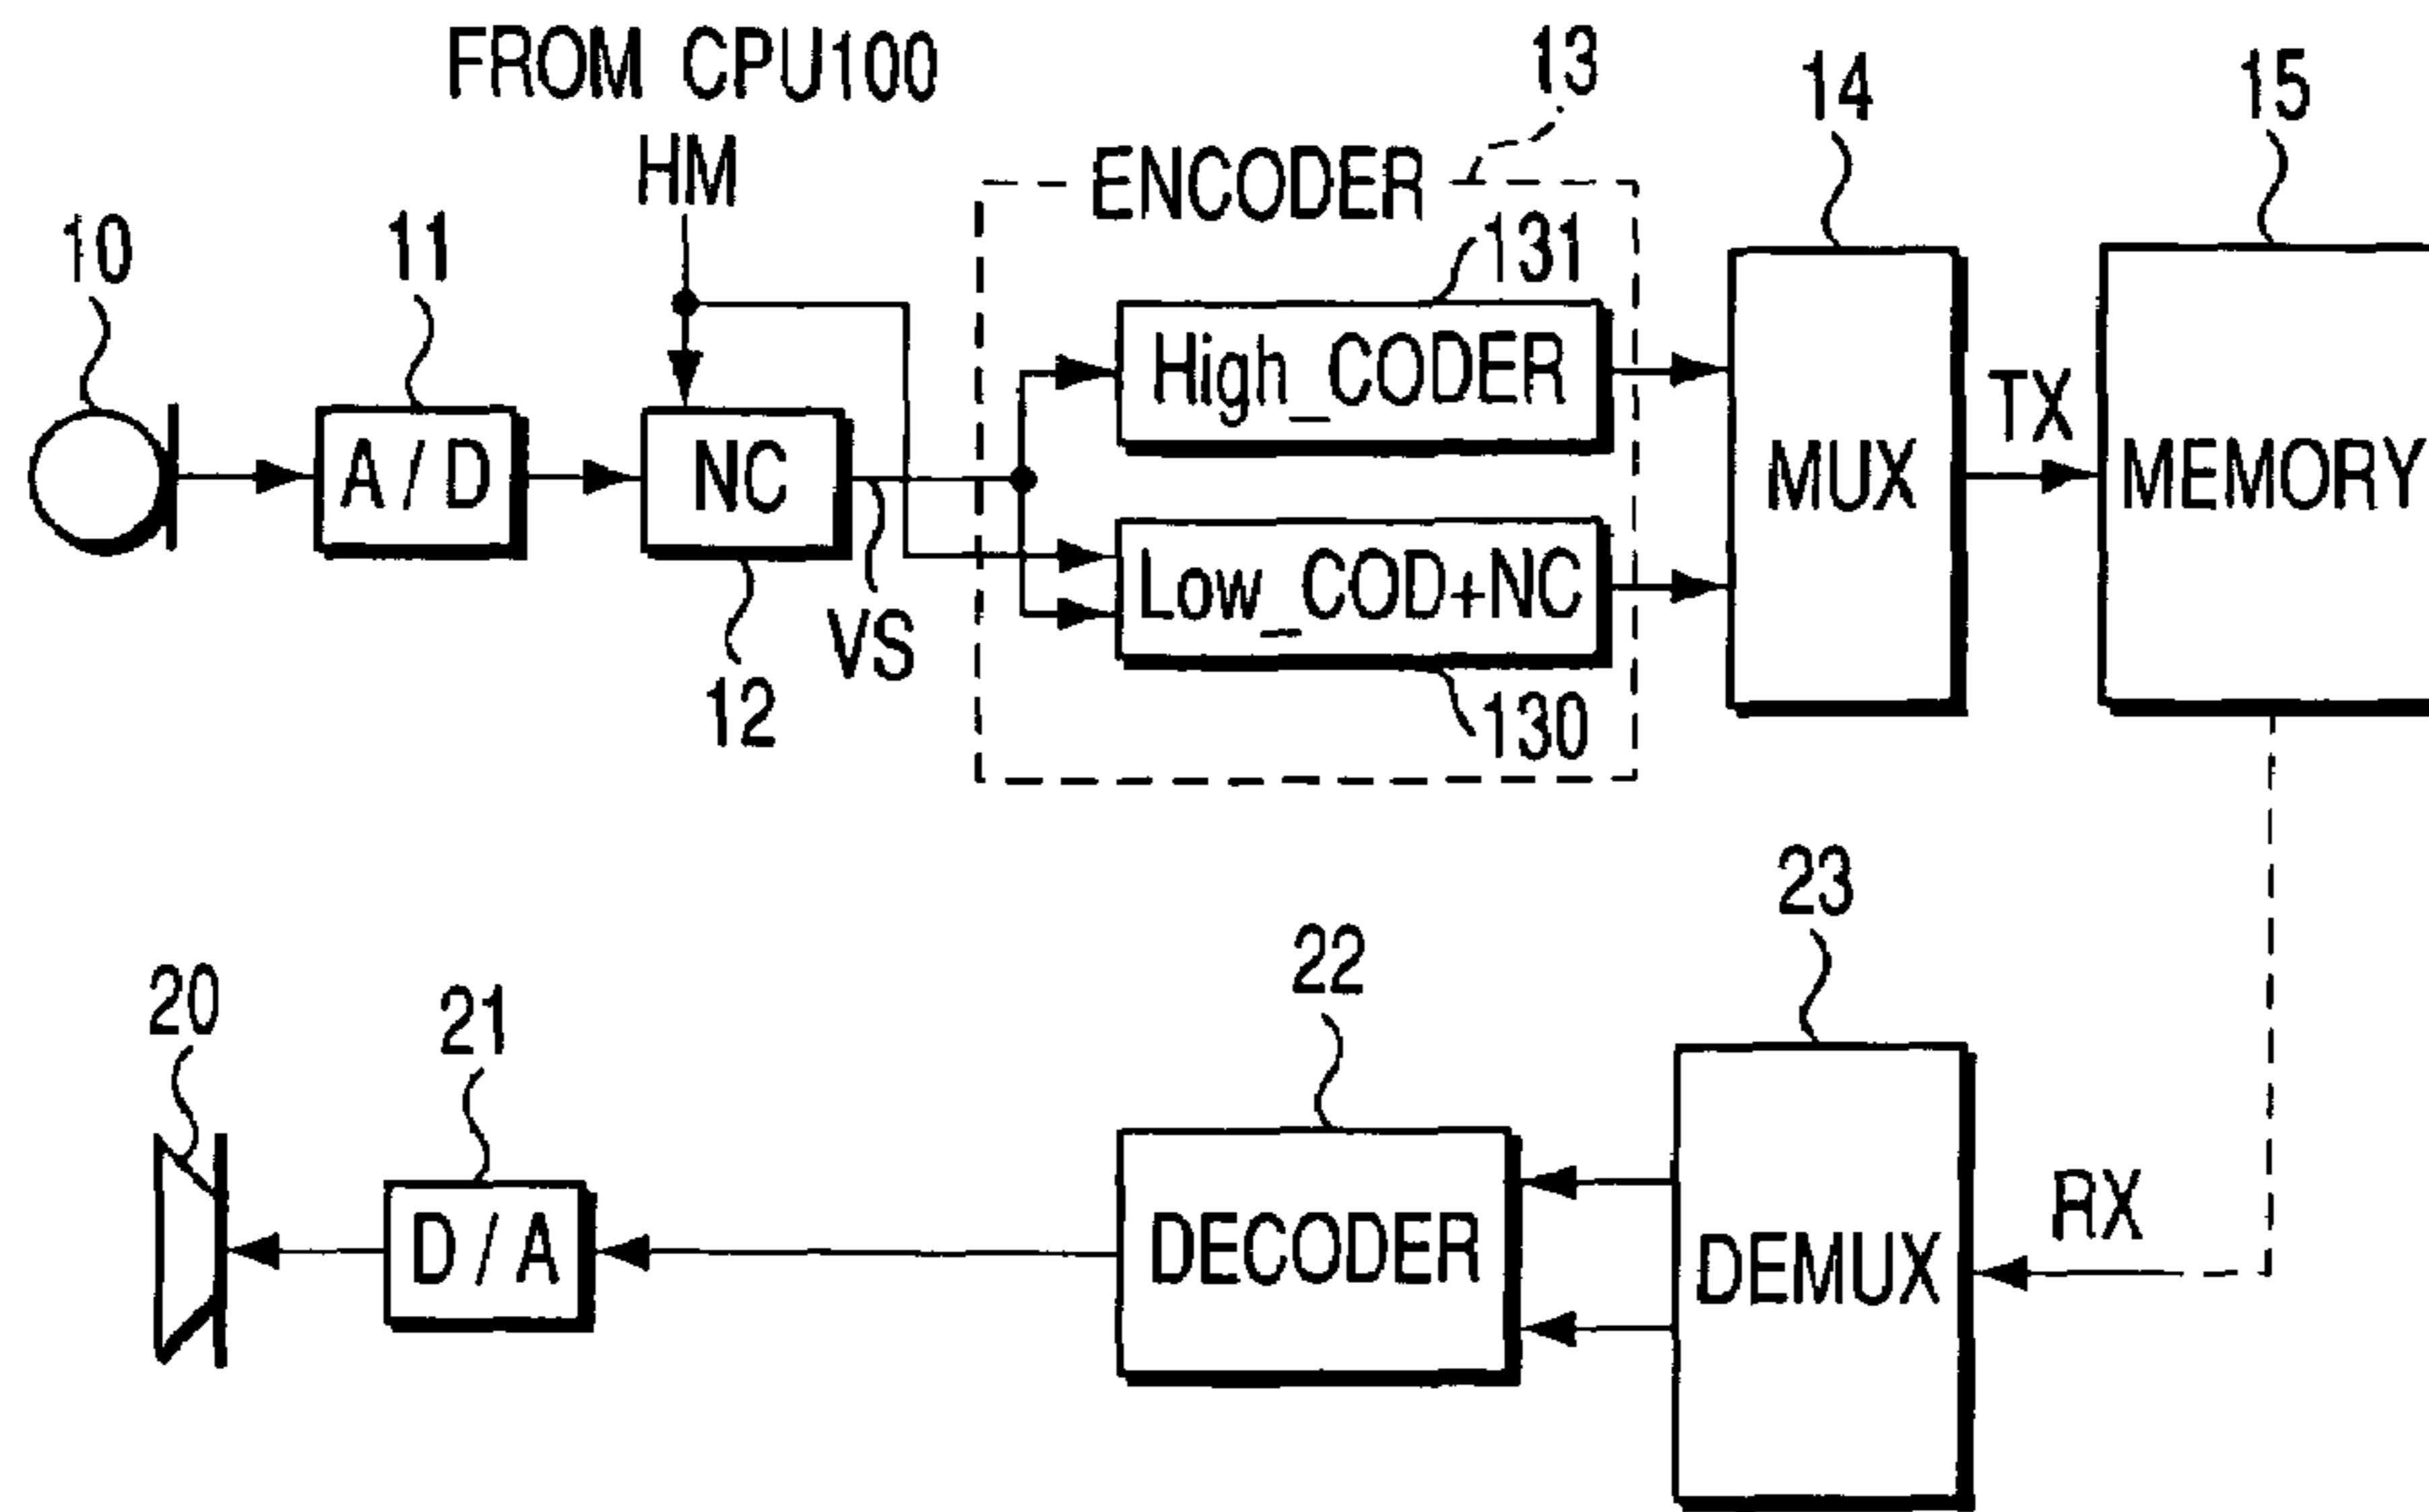 FROM CPU100
HM
13
14
15
ENCODER
10
11
131
High_CODER
A/D
NC
MUX
TX
MEMORY
Low_COD+NC
VS
12
130
23
22
20
21
D/A
DECODER
DEMUX
RX